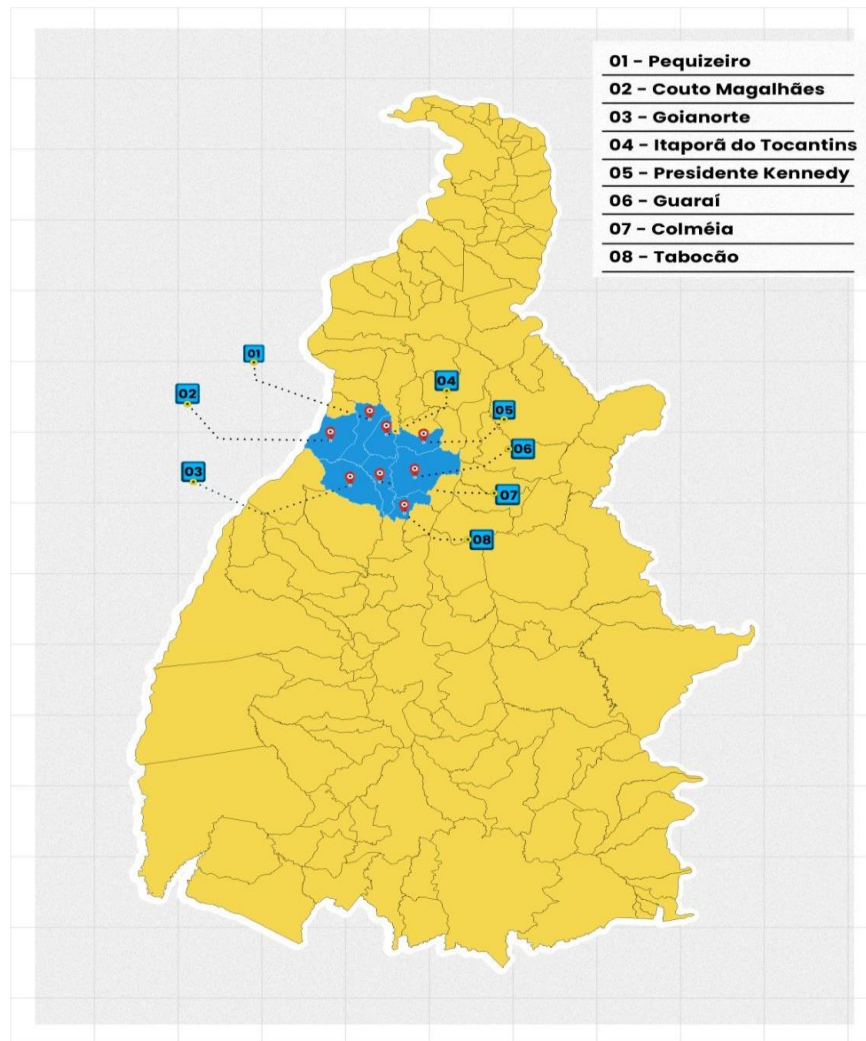 01 - Pequizeiro
02 - Couto Magalhães
03 - Goianorte
04 - Itaporã do Tocantins
05 - Presidente Kennedy
06 - Guaraí
07 - Colméia
08 - Tabocão
01
02
04
05
06
03
07
08